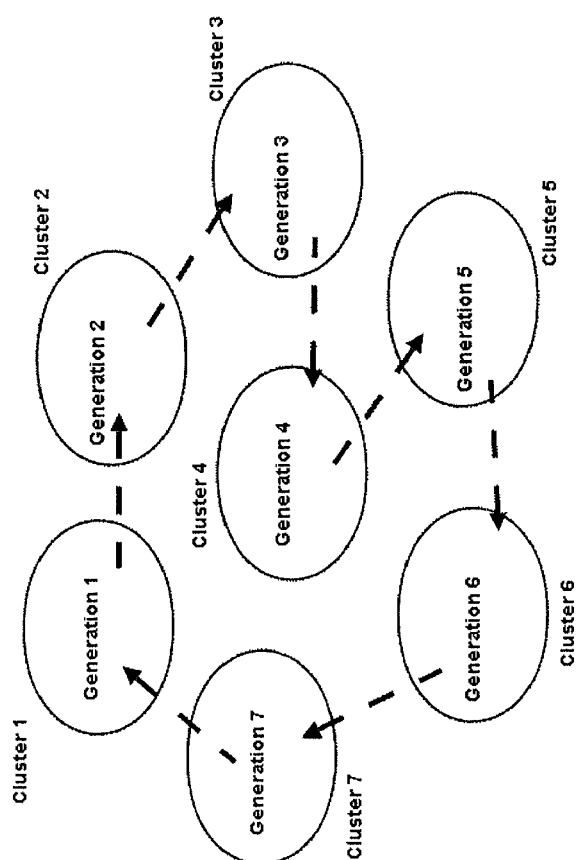 Cluster 1
Generation 1
Cluster 2
Generation 2
Cluster 3
Generation 3
Cluster 4
Generation 4
Cluster 5
Generation 5
Cluster 6
Generation 6
Cluster 7
Generation 7